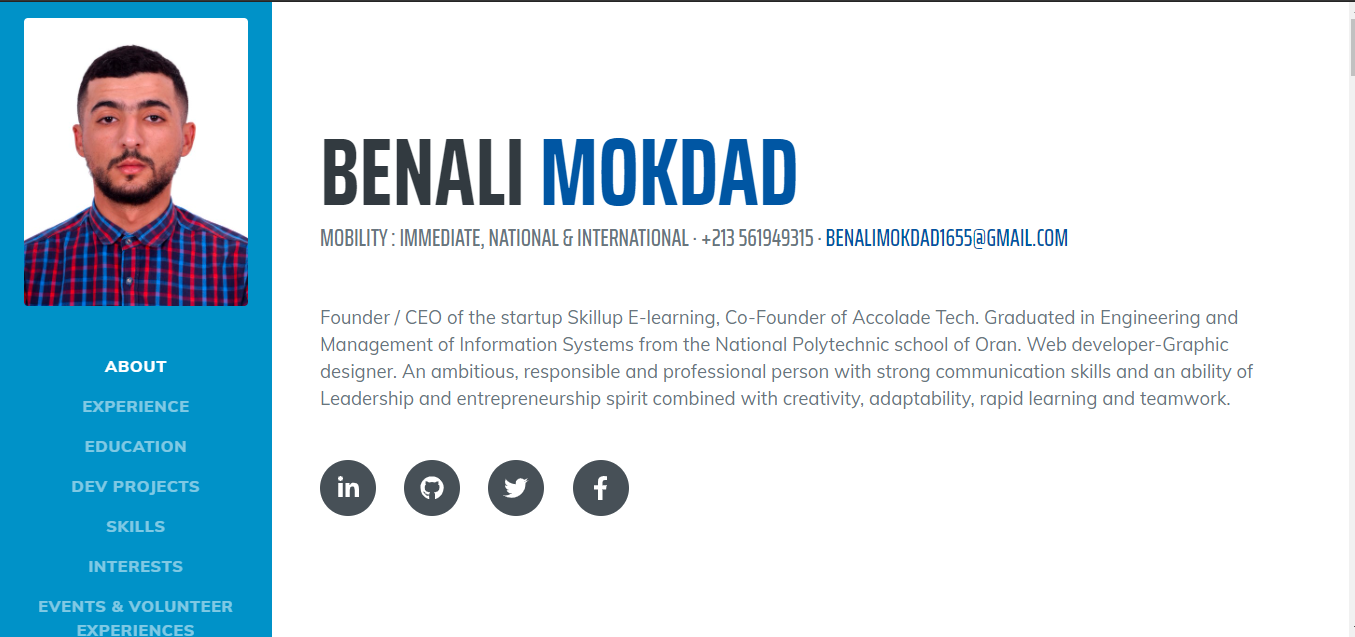 BENALI MOKDAD
MOBILITY : IMMEDIATE, NATIONAL & INTERNATIONAL · +213 561949315 · BENALIMOKDAD1655@GMAIL.COM
Founder / CEO of the startup Skillup E-learning, Co-Founder of Accolade Tech. Graduated in Engineering and
Management of Information Systems from the National Polytechnic school of Oran. Web developer-Graphic
designer. An ambitious, responsible and professional person with strong communication skills and an ability of
Leadership and entrepreneurship spirit combined with creativity, adaptability, rapid learning and teamwork.
in
ABOUT
EXPERIENCE
EDUCATION
DEV PROJECTS
SKILLS
INTERESTS
EVENTS & VOLUNTEER
EXPERIENCES